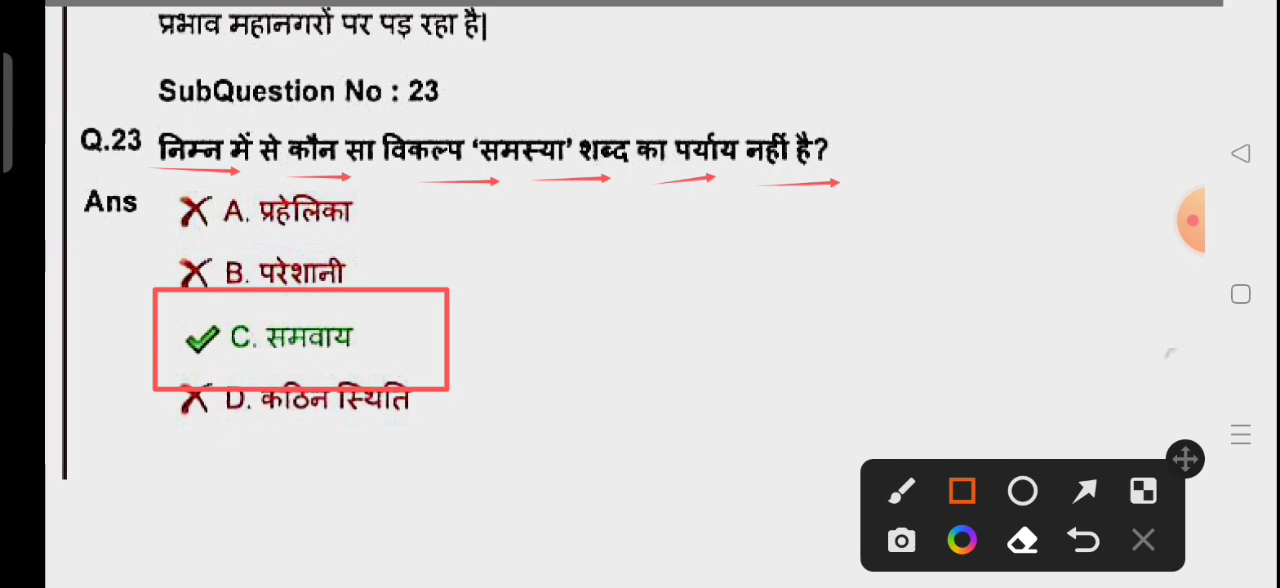 प्रभाव महानगरों पर पड़ रहा है|
SubQuestion No : 23
Q.23 निम्न में से कौन सा विकल्प ‘समस्या’ शब्द का पर्याय नहीं है?
Ans A. प्रहेलिका
B. परेशानी
C. समवाय
D. कठिन स्थिति